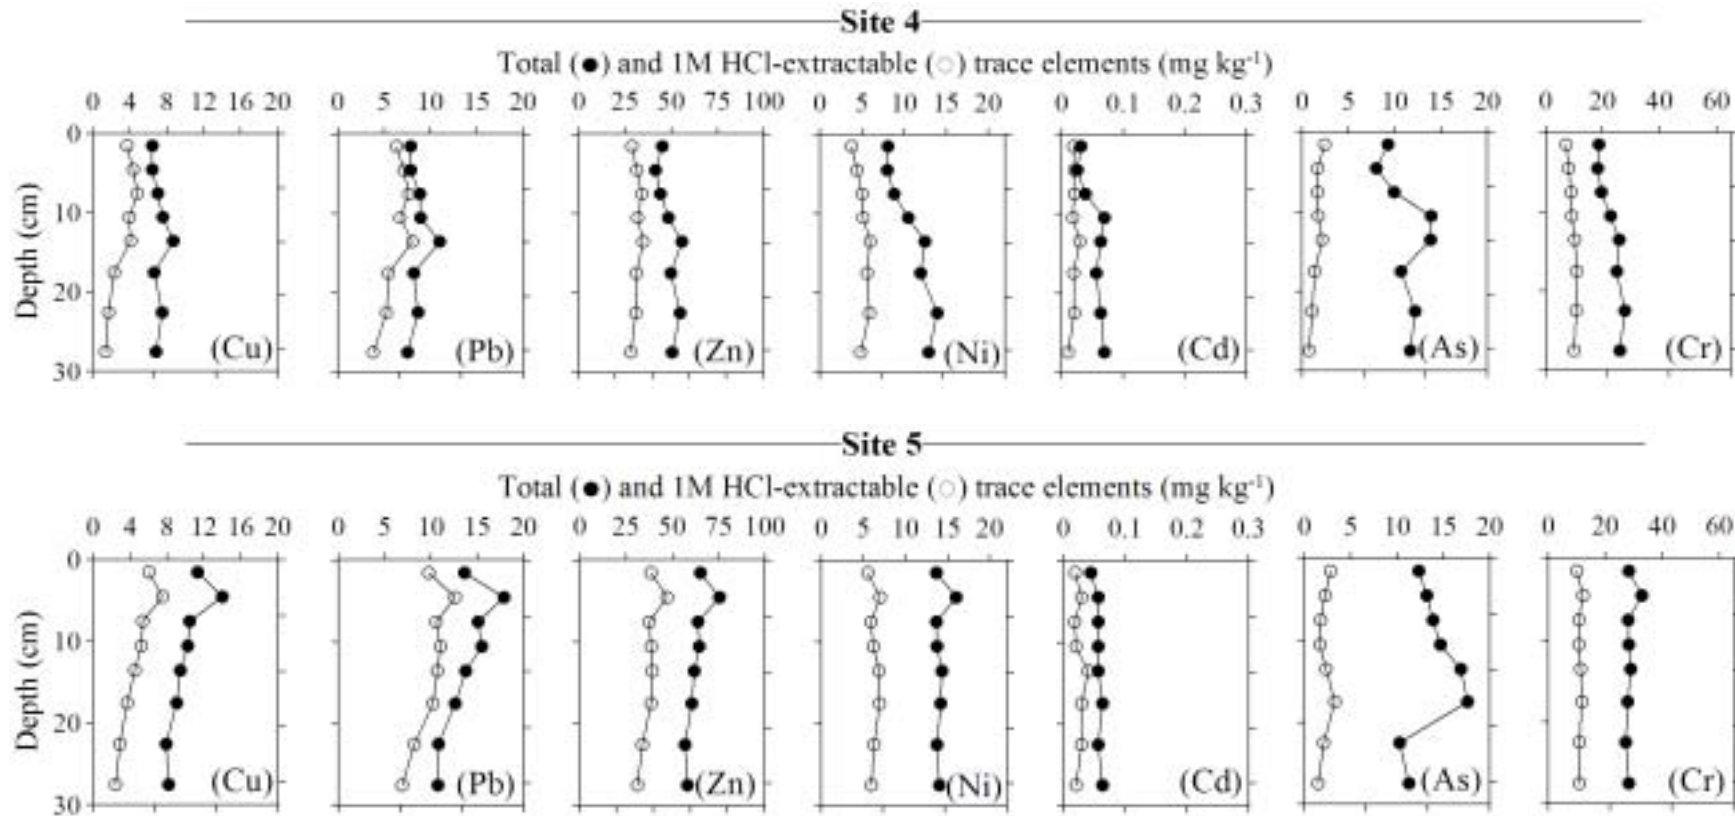 Site 4
Total (●) and 1M HCl-extractable (○) trace elements (mg kg-1)
0 4 8 12 16 20 0 5 10 15 20 0 25 50 75 100 0 5 10 15 20 0 0.1 0.2 0.3 0 5 10 15 20 0 20 40 60
Depth (cm)
0
10
20
30
(Cu) (Pb) (Zn) (Ni) (Cd) (As) (Cr)
Site 5
Total (●) and 1M HCl-extractable (○) trace elements (mg kg-1)
0 4 8 12 16 20 0 5 10 15 20 0 25 50 75 100 0 5 10 15 20 0 0.1 0.2 0.3 0 5 10 15 20 0 20 40 60
Depth (cm)
0
10
20
30
(Cu) (Pb) (Zn) (Ni) (Cd) (As) (Cr)